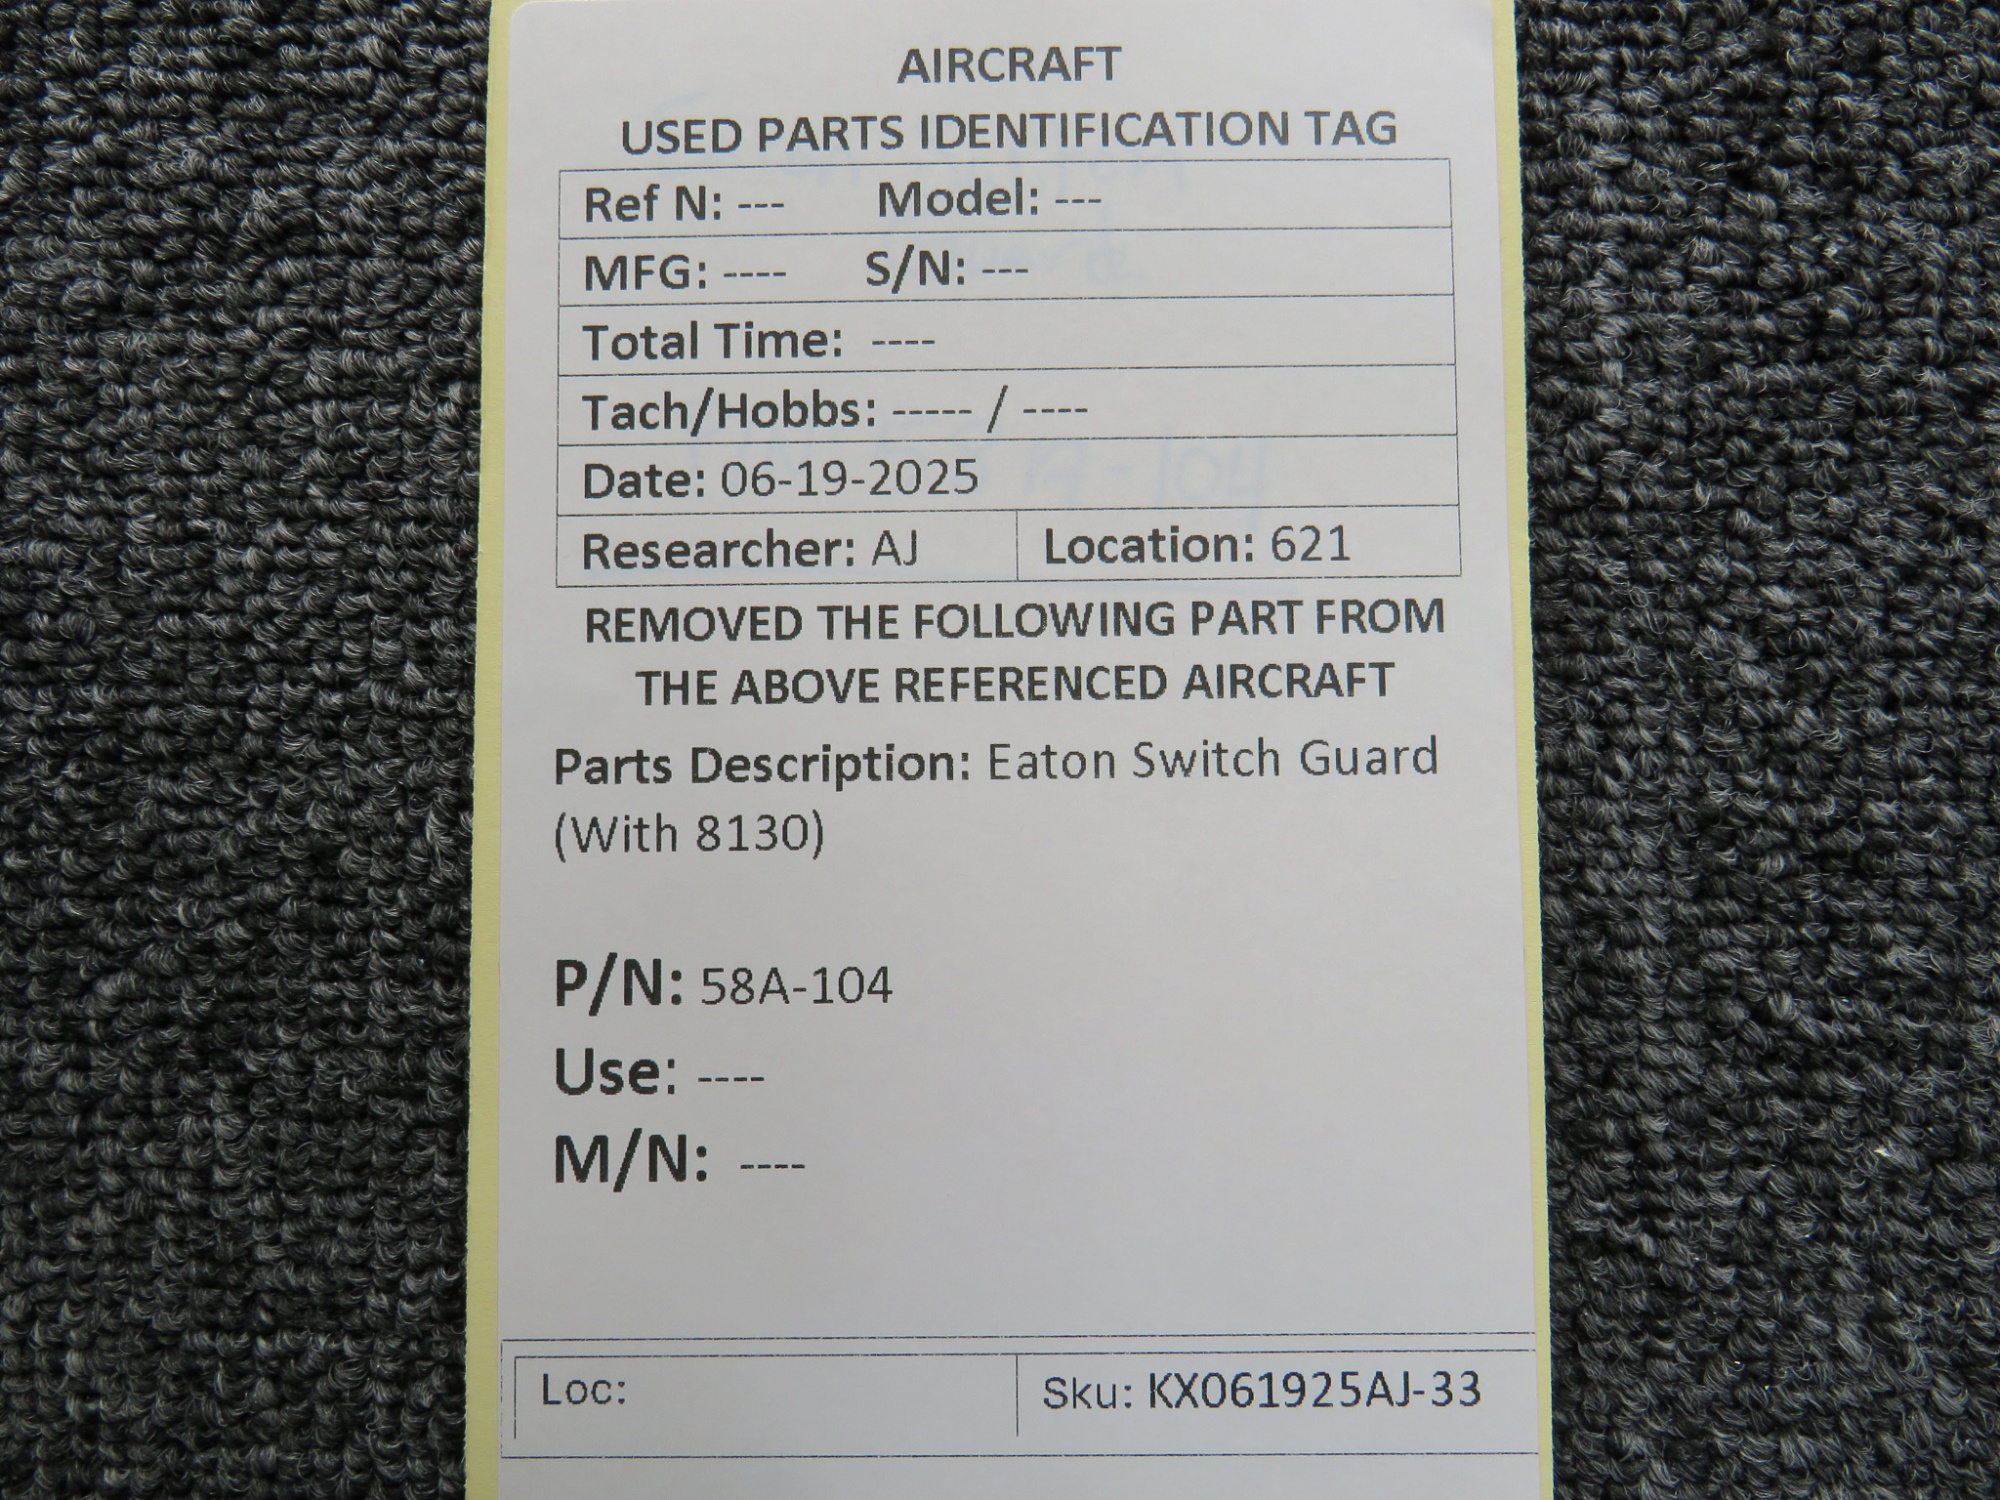 AIRCRAFT
USED PARTS IDENTIFICATION TAG
Ref N: --- Model: ---
MFG: ---- S/N: ---
Total Time: ----
Tach/Hobbs: ----- / ----
Date: 06-19-2025
Researcher: AJ Location: 621
REMOVED THE FOLLOWING PART FROM
THE ABOVE REFERENCED AIRCRAFT
Parts Description: Eaton Switch Guard
(With 8130)
P/N: 58A-104
Use: ----
M/N: ----
Loc: Sku: KX061925AJ-33